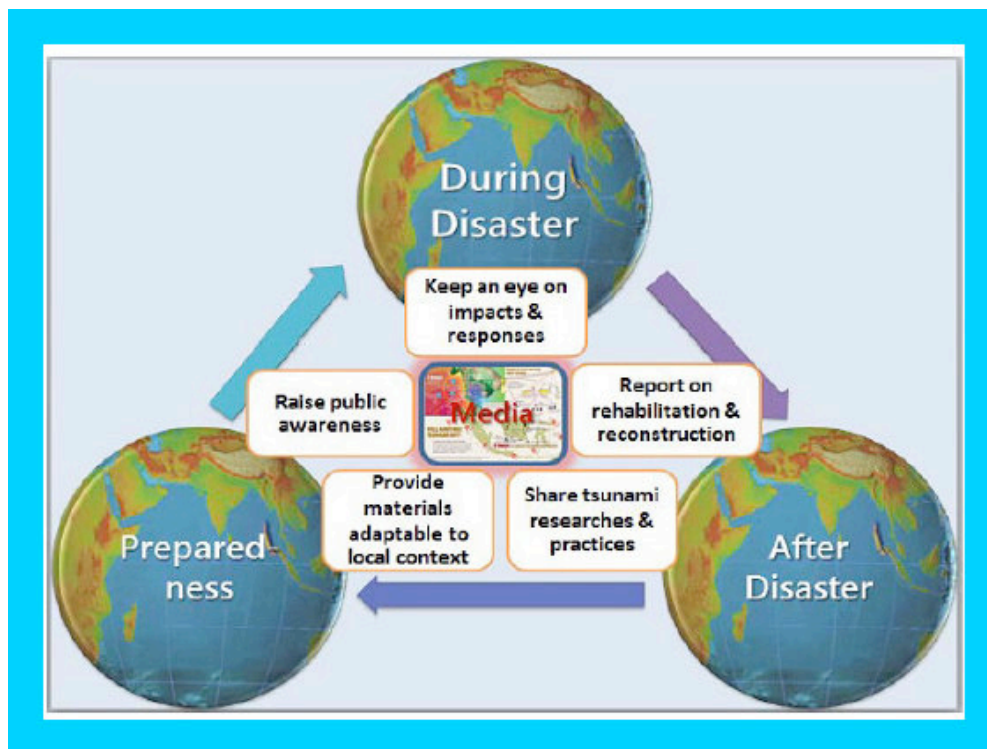 During
Disaster
Keep an eye on
impacts &
responses
Raise public
awareness
Media
Report on
rehabilitation &
reconstruction
Provide
materials
adaptable to
local context
Share tsunami
researches &
practices
Prepared-
ness
After
Disaster